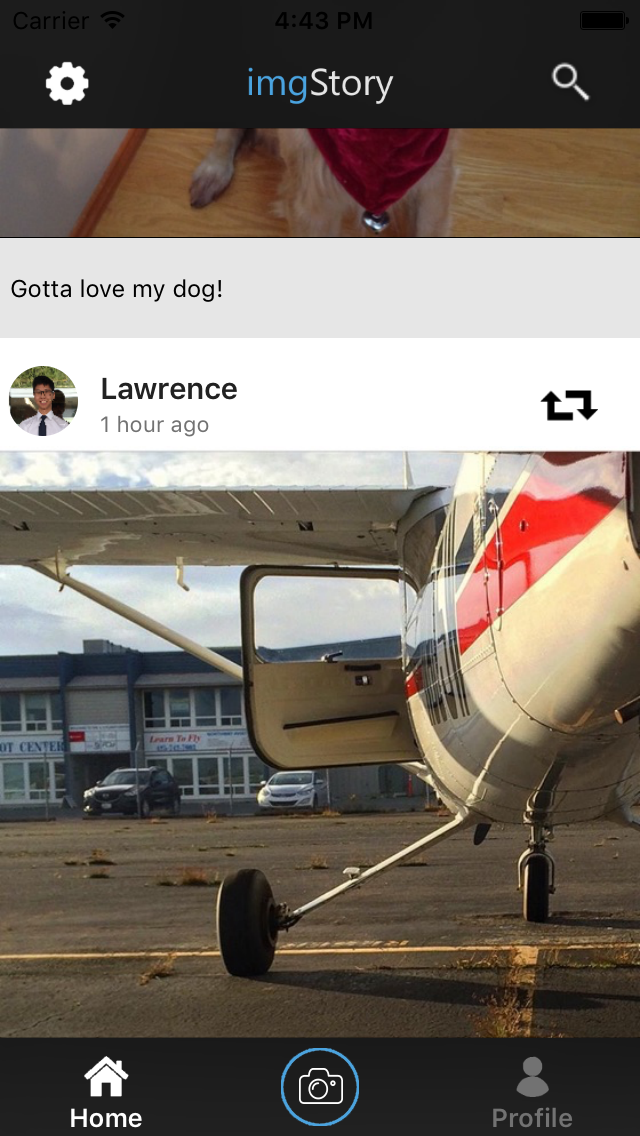 Carrier 4:43 PM
imgStory
Gotta love my dog!
Lawrence
1 hour ago
OT CENTER
Learn To Fly
Home
Profile